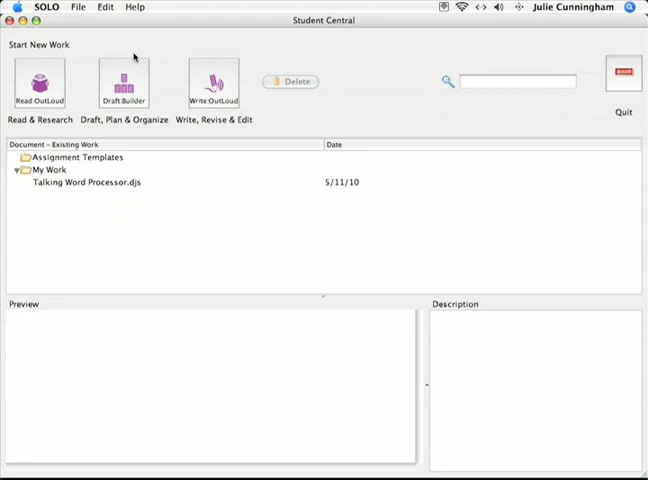 SOLO File Edit Help Julie Cunningham
Student Central
Start New Work
Read:OutLoud Draft:Builder Write:OutLoud Delete
Quit
Read & Research Draft, Plan & Organize Write, Revise & Edit
Document – Existing Work Date
Assignment Templates
My Work
Talking Word Processor.djs 5/11/10
Preview Description